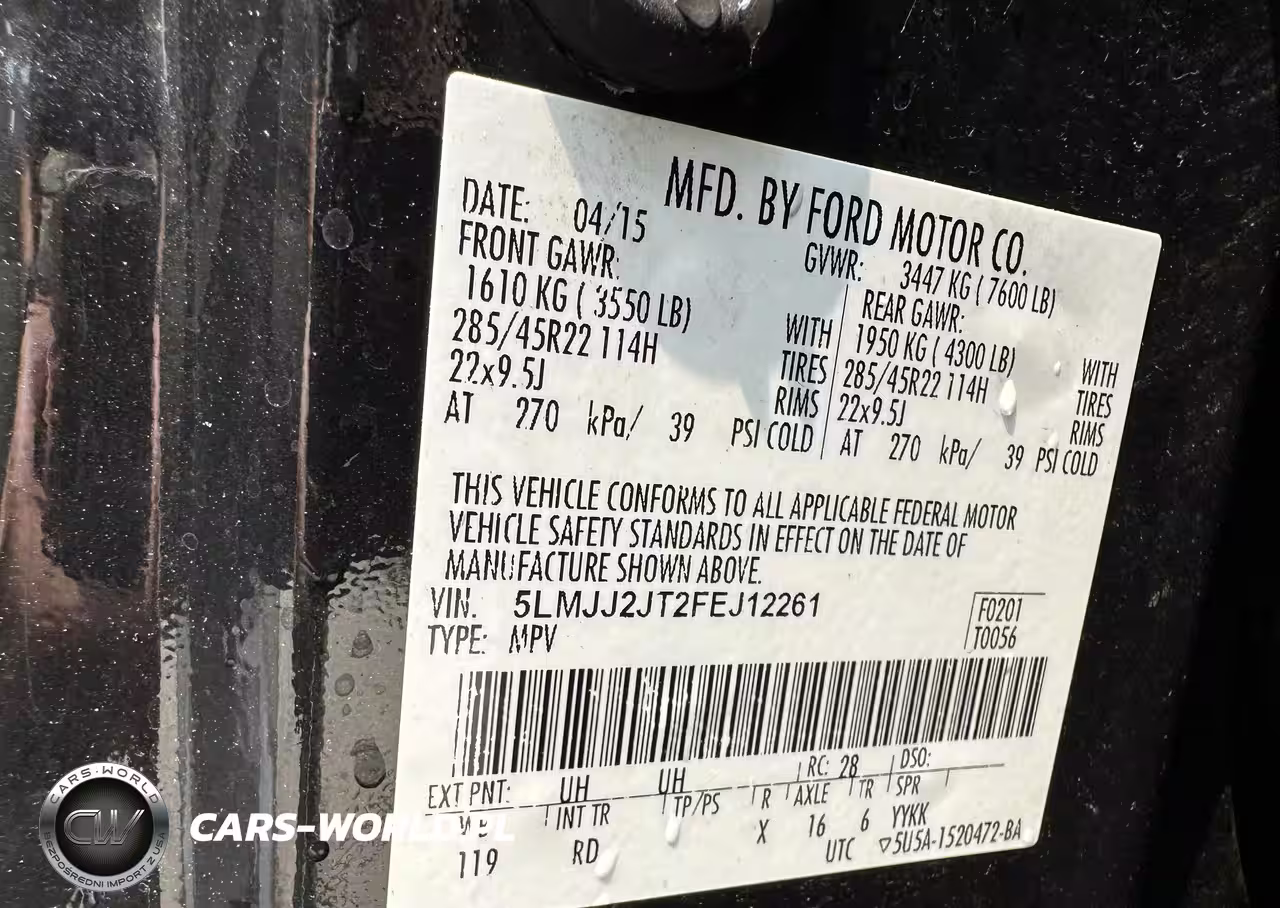 MFD. BY FORD MOTOR CO.
DATE: 04/15
GVWR: 3447 KG ( 7600 LB)
FRONT GAWR:
1610 KG ( 3550 LB) WITH
285/45R22 114H TIRES
22x9.5J RIMS
AT 270 kPa/ 39 PSI COLD
REAR GAWR:
1950 KG ( 4300 LB) WITH
285/45R22 114H TIRES
22x9.5J RIMS
AT 270 kPa/ 39 PSI COLD
THIS VEHICLE CONFORMS TO ALL APPLICABLE FEDERAL MOTOR
VEHICLE SAFETY STANDARDS IN EFFECT ON THE DATE OF
MANUFACTURE SHOWN ABOVE.
VIN. 5LMJJ2JT2FEJ12261
TYPE: MPV
F0201
T0056
EXT PNT: UH UH RC: 28 DSO:
INT TR TP/PS R AXLE TR SPR
119 RD X 16 6 YYKK
UTC ▽5U5A-1520472-BA
CARS-WORLD
CW
BEZPOŚREDNI IMPORT Z USA
CARS-WORLD.PL